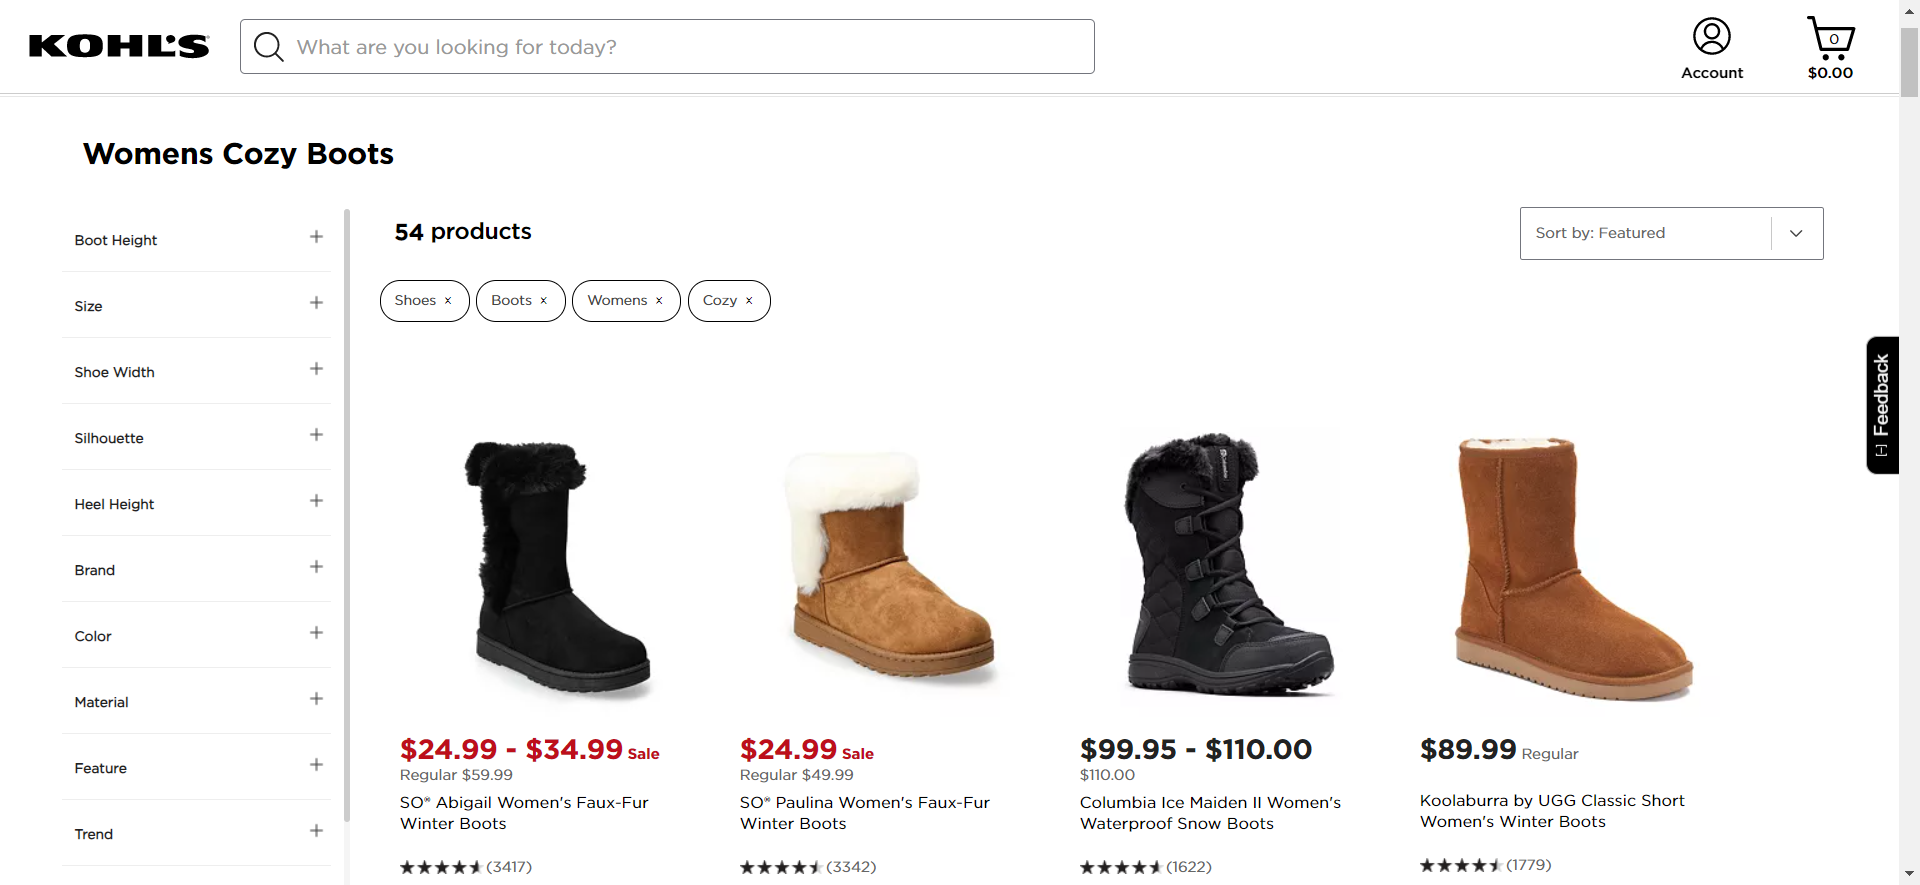 KOHL'S
What are you looking for today?
0
Account
$0.00
Womens Cozy Boots
Boot Height
Size
Shoe Width
Silhouette
Heel Height
Brand
Color
Material
Feature
Trend
54 products
Sort by: Featured
Shoes x
Boots x
Womens x
Cozy x
[-] Feedback
$24.99 - $34.99 Sale
Regular $59.99
SO® Abigail Women's Faux-Fur
Winter Boots
(3417)
$24.99 Sale
Regular $49.99
SO® Paulina Women's Faux-Fur
Winter Boots
(3342)
$99.95 - $110.00
$110.00
Columbia Ice Maiden II Women's
Waterproof Snow Boots
(1622)
$89.99 Regular
Koolaburra by UGG Classic Short
Women's Winter Boots
(1779)